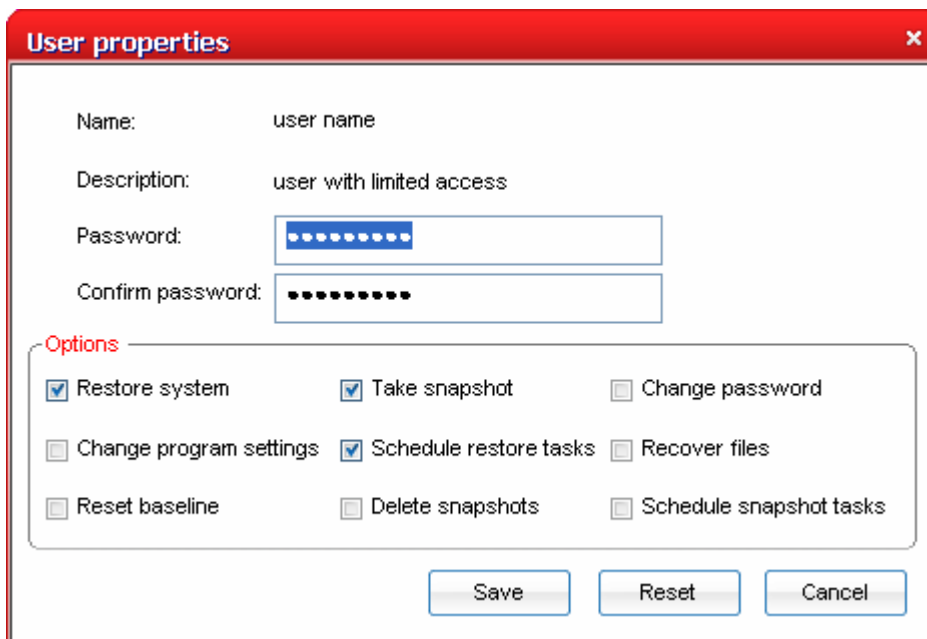 User properties
Name: user name
Description: user with limited access
Password: •••••••••
Confirm password: •••••••••
Options
Restore system Take snapshot Change password
Change program settings Schedule restore tasks Recover files
Reset baseline Delete snapshots Schedule snapshot tasks
Save Reset Cancel